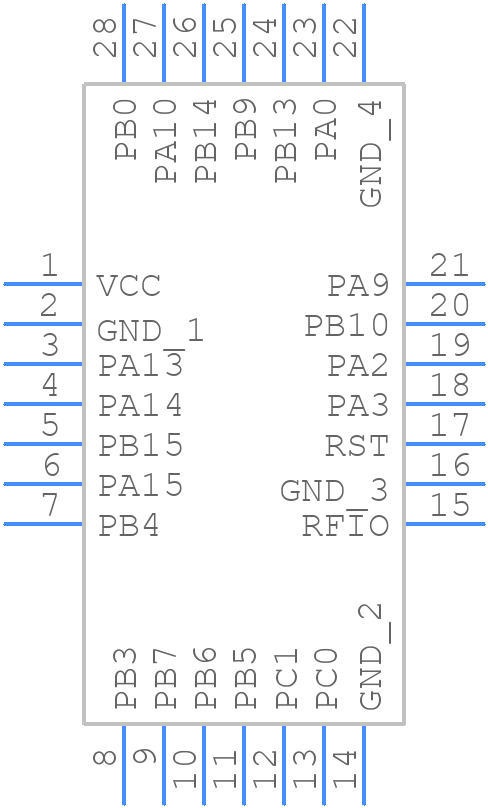 28 27 26 25 24 23 22
PB0 PA10 PB14 PB9 PB13 PA0 GND_4
1 VCC PA9 21
2 GND_1 PB10 20
3 PA13 PA2 19
4 PA14 PA3 18
5 PB15 RST 17
6 PA15 GND_3 16
7 PB4 RFIO 15
PB3 PB7 PB6 PB5 PC1 PC0 GND_2
8 9 10 11 12 13 14